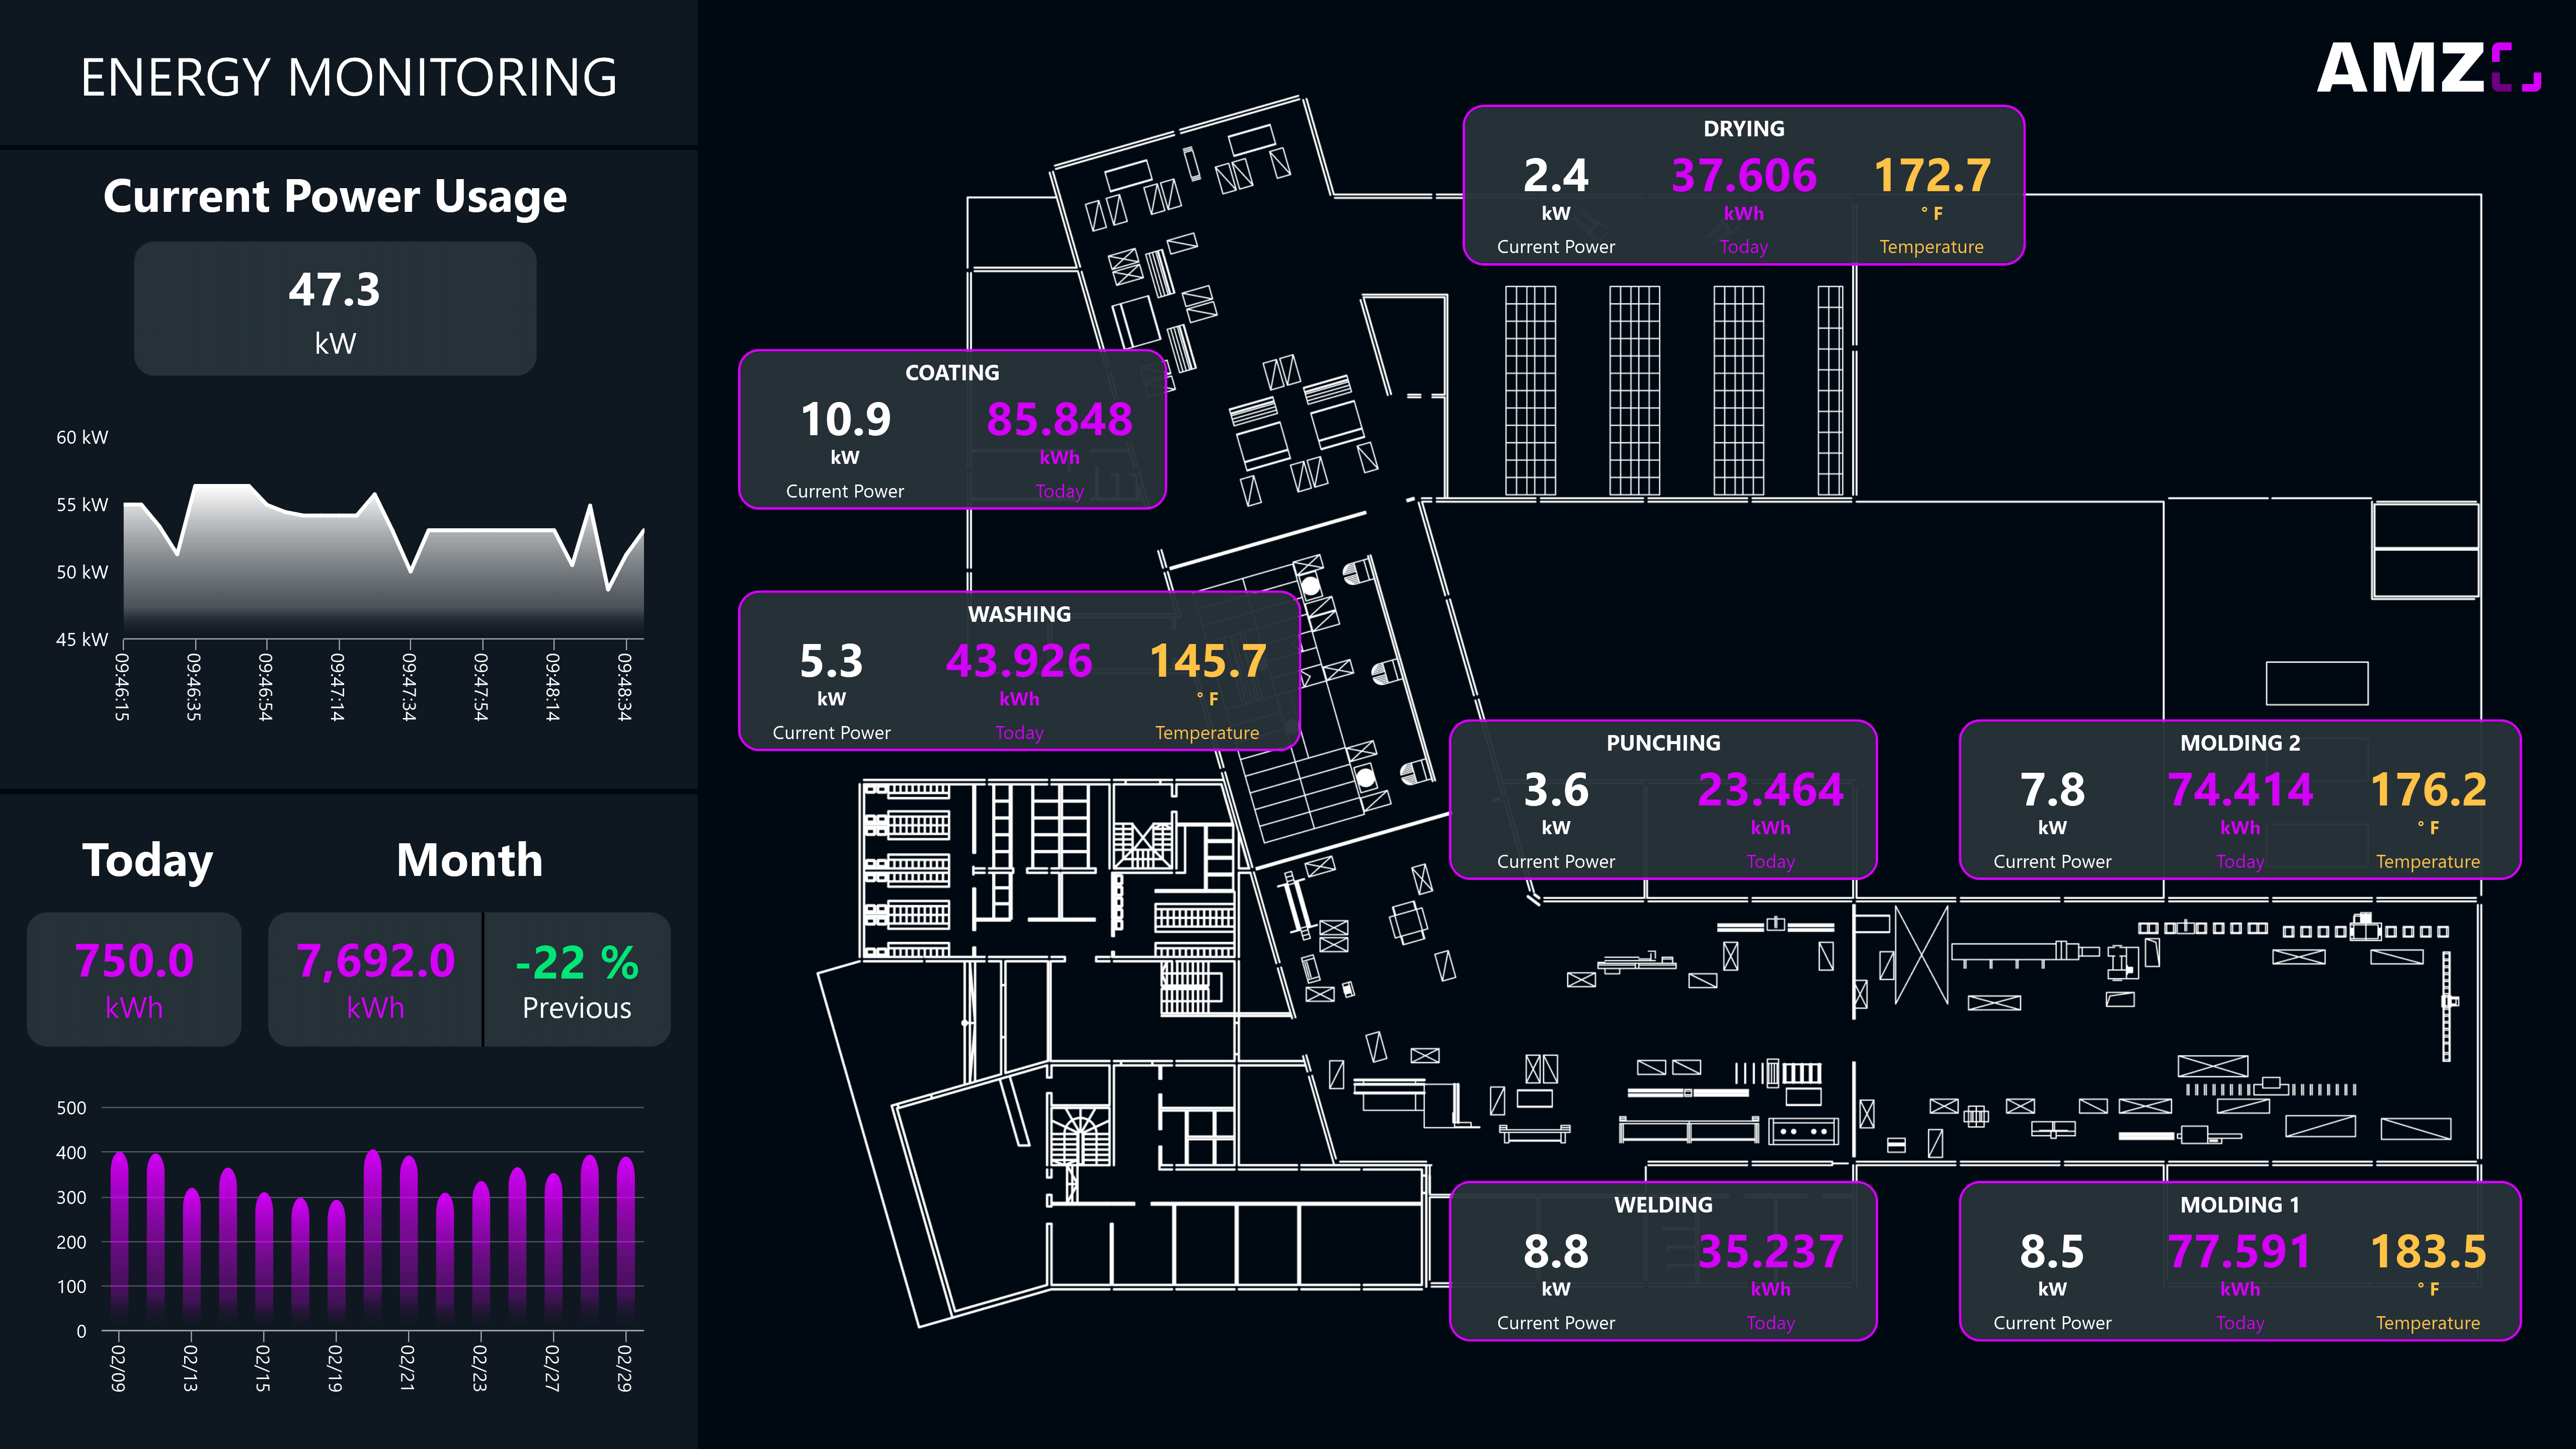 ENERGY MONITORING
Current Power Usage
47.3
kW
60 kW
55 kW
50 kW
45 kW
09:46:15
09:46:35
09:46:54
09:47:14
09:47:34
09:47:54
09:48:14
09:48:34
Today
Month
750.0
kWh
7,692.0
kWh
-22 %
Previous
500
400
300
200
100
0
02/09
02/13
02/15
02/19
02/21
02/23
02/27
02/29
AMZ
DRYING
2.4 37.606 172.7
kW kWh ° F
Current Power Today Temperature
COATING
10.9 85.848
kW kWh
Current Power Today
WASHING
5.3 43.926 145.7
kW kWh ° F
Current Power Today Temperature
PUNCHING
3.6 23.464
kW kWh
Current Power Today
MOLDING 2
7.8 74.414 176.2
kW kWh ° F
Current Power Today Temperature
WELDING
8.8 35.237
kW kWh
Current Power Today
MOLDING 1
8.5 77.591 183.5
kW kWh ° F
Current Power Today Temperature